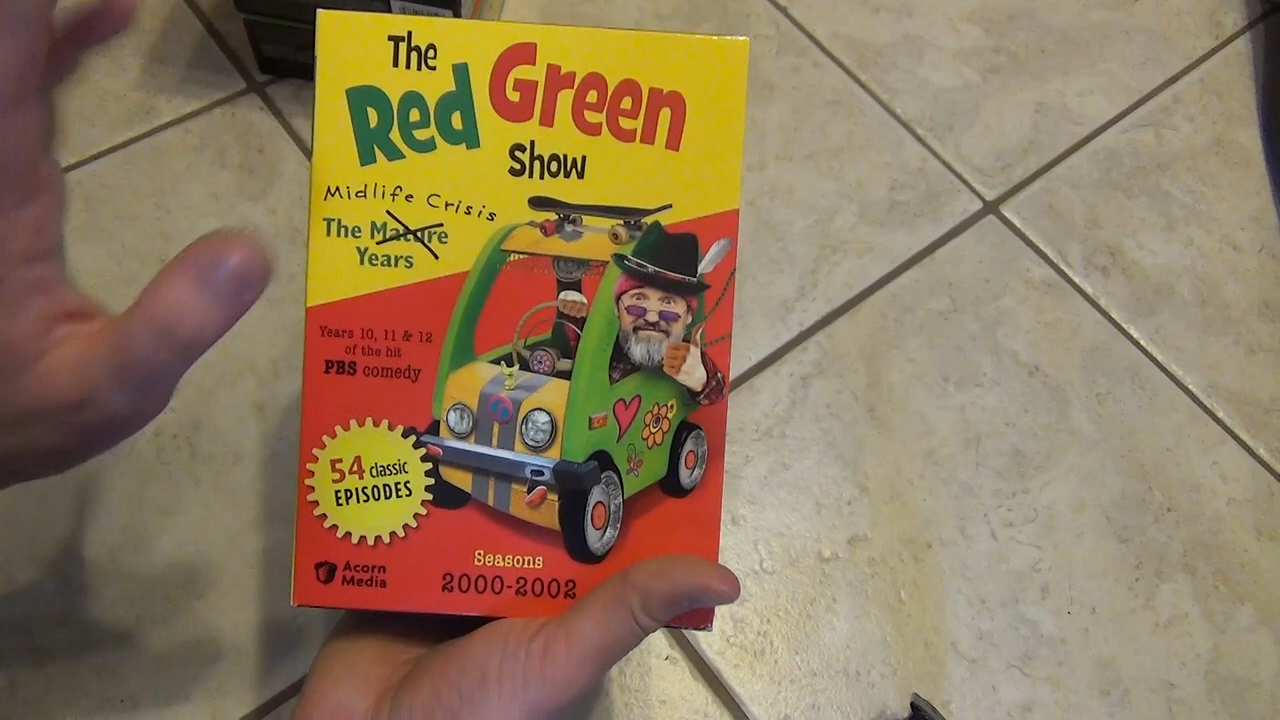 The
Red Green
Show
Midlife Crisis
The Mature
Years
Years 10, 11 & 12
of the hit
PBS comedy
54 classic
EPISODES
Acorn
Media
Seasons
2000-2002